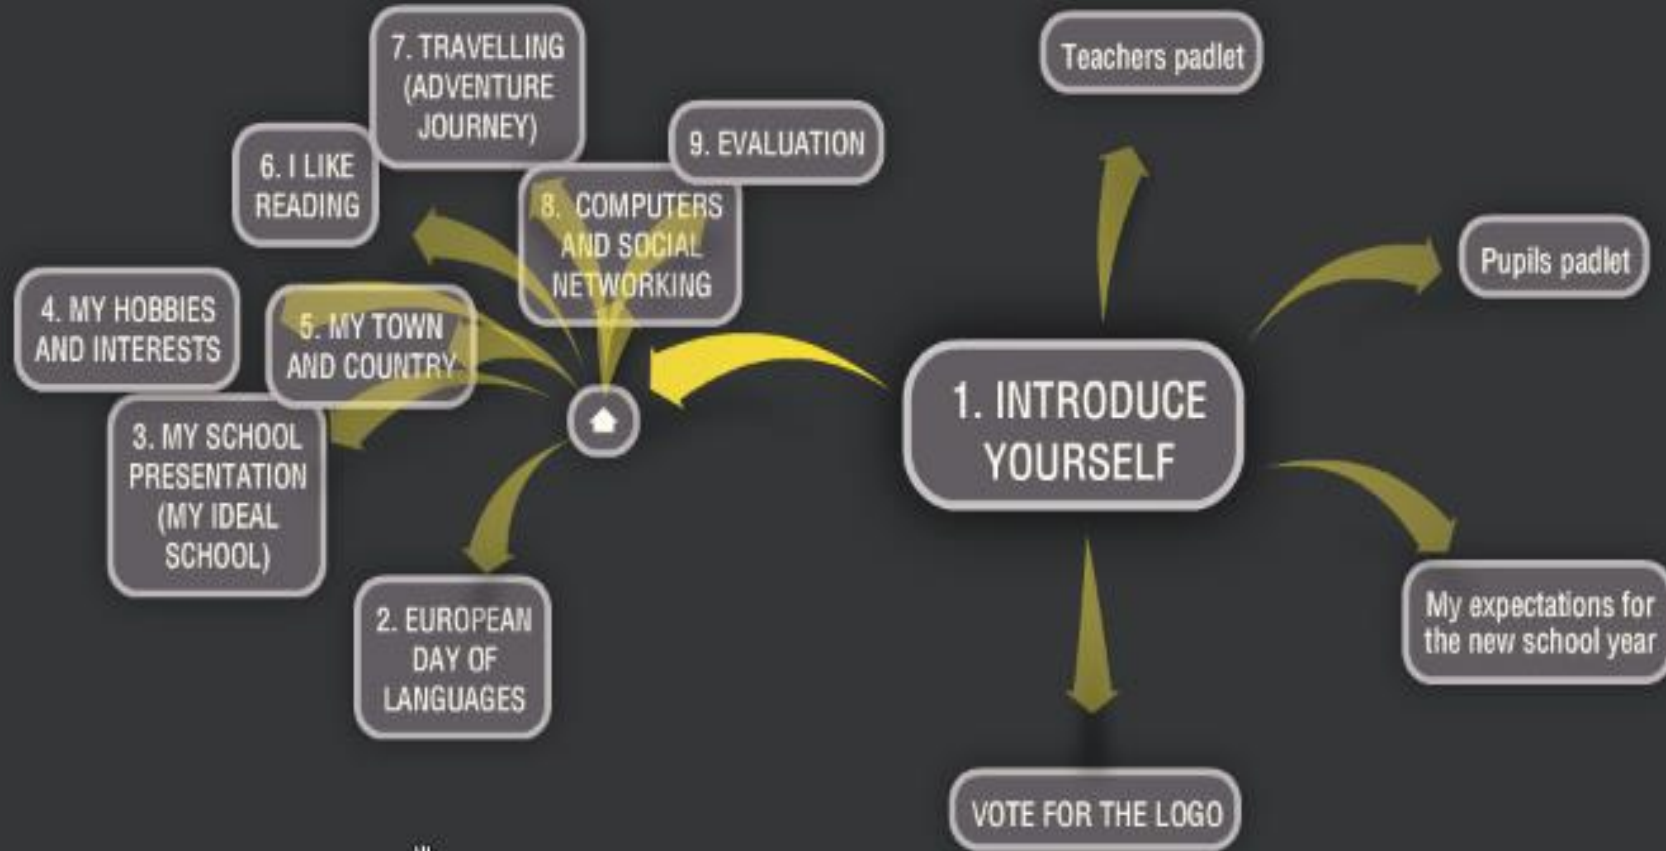 7. TRAVELLING
(ADVENTURE
JOURNEY)
Teachers padlet
9. EVALUATION
6. I LIKE
READING
8. COMPUTERS
AND SOCIAL
NETWORKING
Pupils padlet
4. MY HOBBIES
AND INTERESTS
5. MY TOWN
AND COUNTRY
1. INTRODUCE
YOURSELF
3. MY SCHOOL
PRESENTATION
(MY IDEAL
SCHOOL)
2. EUROPEAN
DAY OF
LANGUAGES
My expectations for
the new school year
VOTE FOR THE LOGO